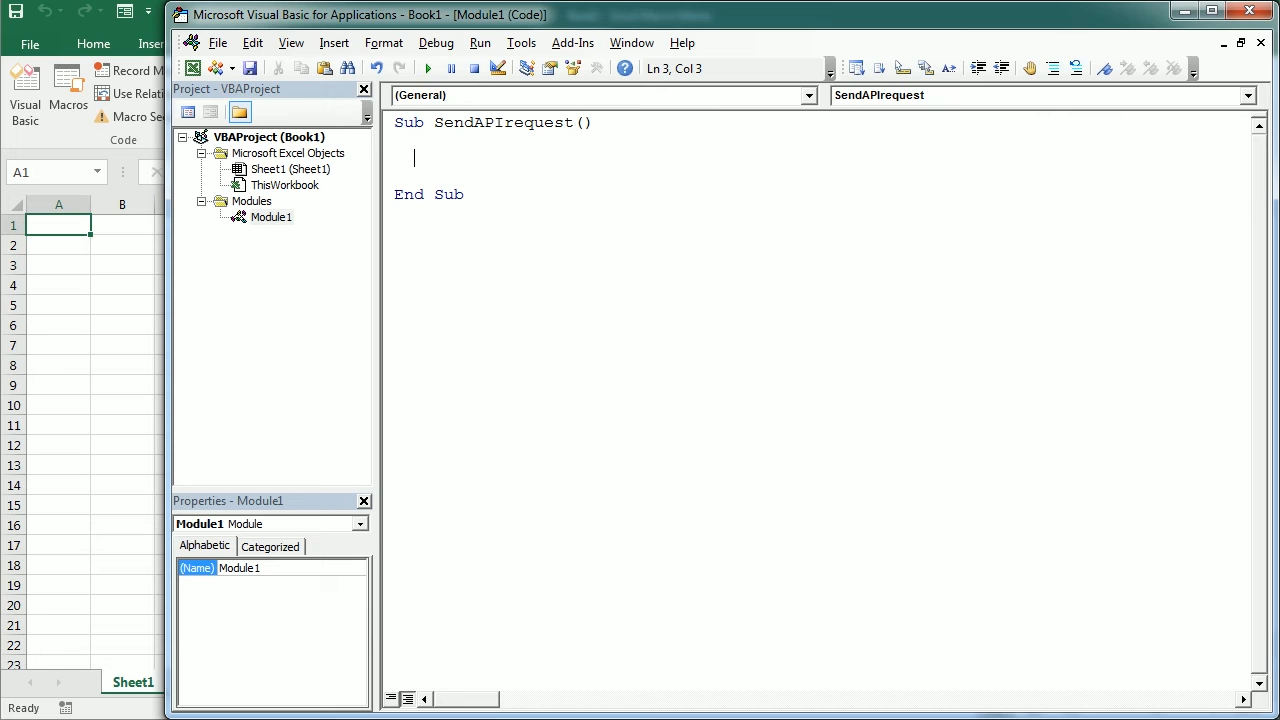 Microsoft Visual Basic for Applications - Book1 - [Module1 (Code)]
File Home Inser
File Edit View Insert Format Debug Run Tools Add-Ins Window Help
Ln 3, Col 3
Visual
Basic
Macros
Record M
Use Relati
Macro Sec
Code
A1
A B
1
2
3
4
5
6
7
8
9
10
11
12
13
14
15
16
17
18
19
20
21
22
23
Sheet1
Ready
Project - VBAProject
VBAProject (Book1)
Microsoft Excel Objects
Sheet1 (Sheet1)
ThisWorkbook
Modules
Module1
Properties - Module1
Module1 Module
Alphabetic Categorized
(Name) Module1
(General) SendAPIrequest
Sub SendAPIrequest()
End Sub